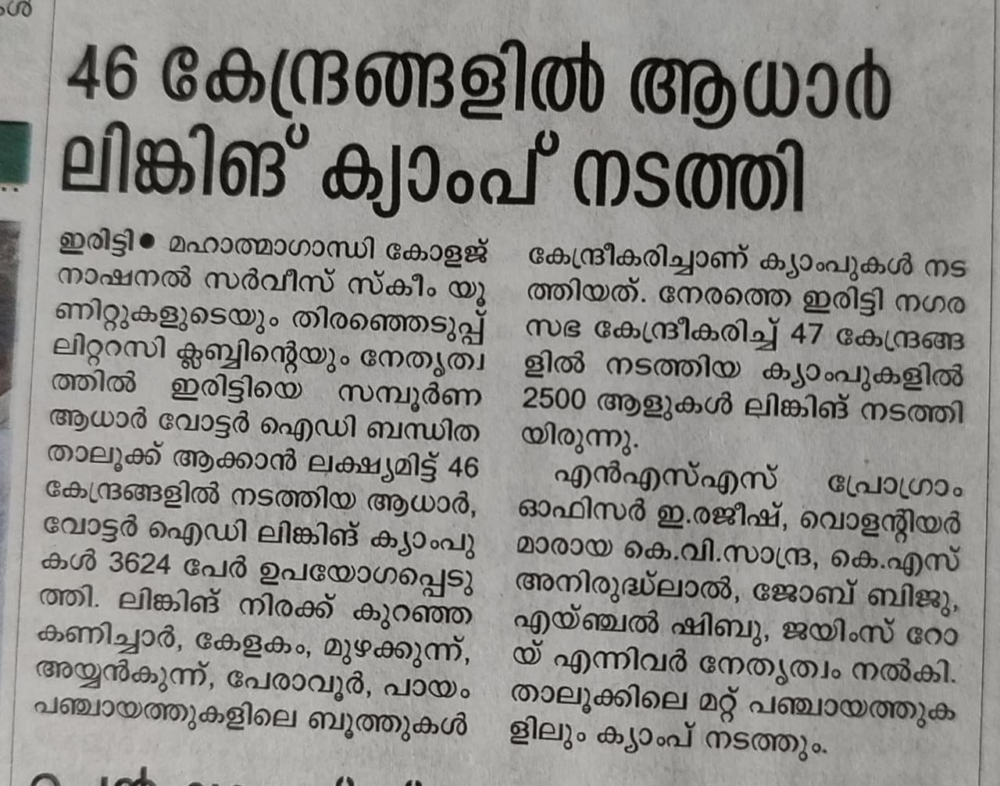 46 കേന്ദ്രങ്ങളിൽ ആധാർ
ലിങ്കിങ് ക്യാംപ് നടത്തി
ഇരിട്ടി● മഹാത്മാഗാന്ധി കോളജ്
നാഷനൽ സർവീസ് സ്കീം യൂ
ണിറ്റുകളുടെയും തിരഞ്ഞെടുപ്പ്
ലിറ്ററസി ക്ലബ്ബിന്റെയും നേതൃത്വ
ത്തിൽ ഇരിട്ടിയെ സമ്പൂർണ
ആധാർ വോട്ടർ ഐഡി ബന്ധിത
താലൂക്ക് ആക്കാൻ ലക്ഷ്യമിട്ട് 46
കേന്ദ്രങ്ങളിൽ നടത്തിയ ആധാർ,
വോട്ടർ ഐഡി ലിങ്കിങ് ക്യാംപു
കൾ 3624 പേർ ഉപയോഗപ്പെടു
ത്തി. ലിങ്കിങ് നിരക്ക് കുറഞ്ഞ
കണിച്ചാർ, കേളകം, മുഴക്കുന്ന്,
അയ്യൻകുന്ന്, പേരാവൂർ, പായം
പഞ്ചായത്തുകളിലെ ബൂത്തുകൾ
കേന്ദ്രീകരിച്ചാണ് ക്യാംപുകൾ നട
ത്തിയത്. നേരത്തെ ഇരിട്ടി നഗര
സഭ കേന്ദ്രീകരിച്ച് 47 കേന്ദ്രങ്ങ
ളിൽ നടത്തിയ ക്യാംപുകളിൽ
2500 ആളുകൾ ലിങ്കിങ് നടത്തി
യിരുന്നു.
എൻഎസ്എസ് പ്രോഗ്രാം
ഓഫിസർ ഇ.രജീഷ്, വൊളന്റിയർ
മാരായ കെ.വി.സാന്ദ്ര, കെ.എസ്
അനിരുദ്ധ്‌ലാൽ, ജോബ് ബിജു,
എയ്ഞ്ചൽ ഷിബു, ജയിംസ് റോ
യ് എന്നിവർ നേതൃത്വം നൽകി.
താലൂക്കിലെ മറ്റ് പഞ്ചായത്തുക
ളിലും ക്യാംപ് നടത്തും.